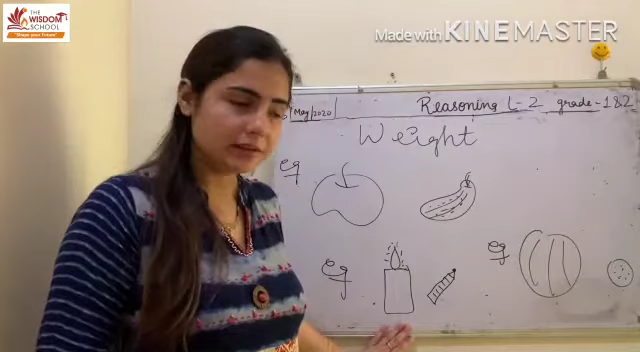 THE
WISDOM
SCHOOL
"Shape your Future"
Made with KINEMASTER
May/2020 Reasoning L-2 grade-1&2
Weight
eg
eg
eg